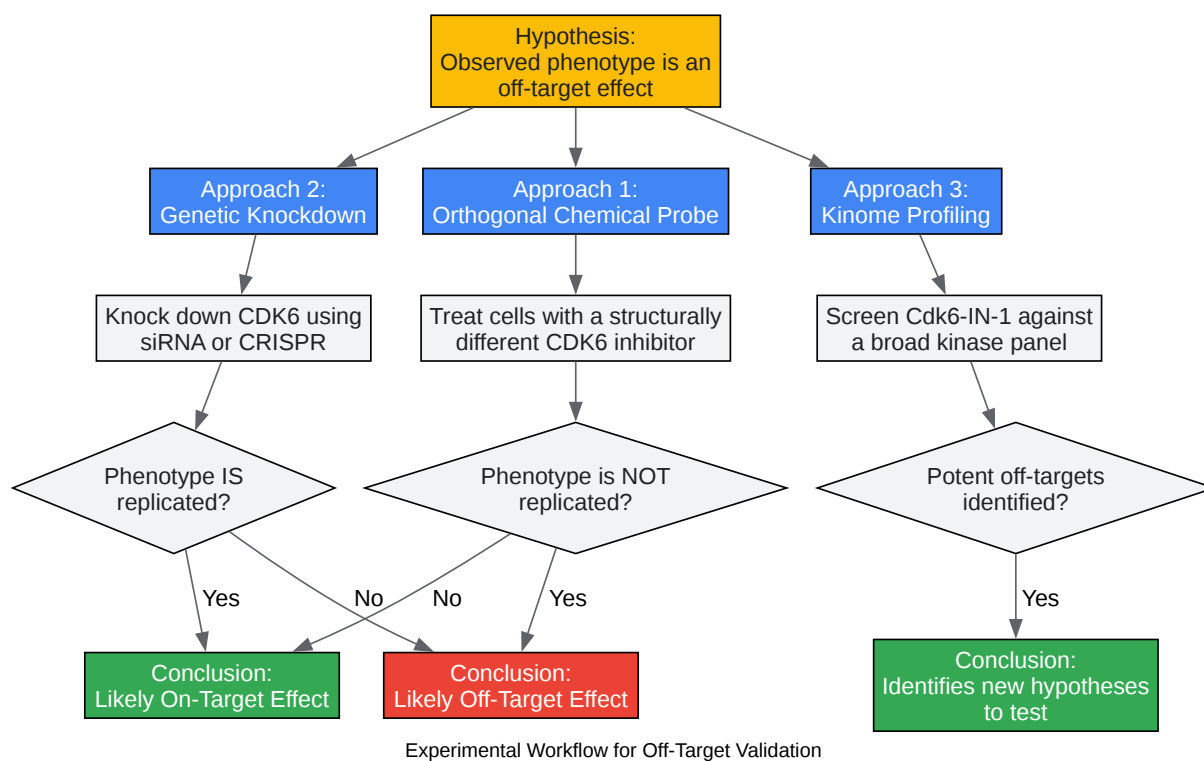 Hypothesis:
Observed phenotype is an
off-target effect
Approach 2:
Genetic Knockdown
Approach 1:
Orthogonal Chemical Probe
Approach 3:
Kinome Profiling
Knock down CDK6 using
siRNA or CRISPR
Treat cells with a structurally
different CDK6 inhibitor
Screen Cdk6-IN-1 against
a broad kinase panel
Phenotype IS
replicated?
Phenotype is NOT
replicated?
Potent off-targets
identified?
Yes
No
No
Yes
Yes
Conclusion:
Likely On-Target Effect
Conclusion:
Likely Off-Target Effect
Conclusion:
Identifies new hypotheses
to test
Experimental Workflow for Off-Target Validation